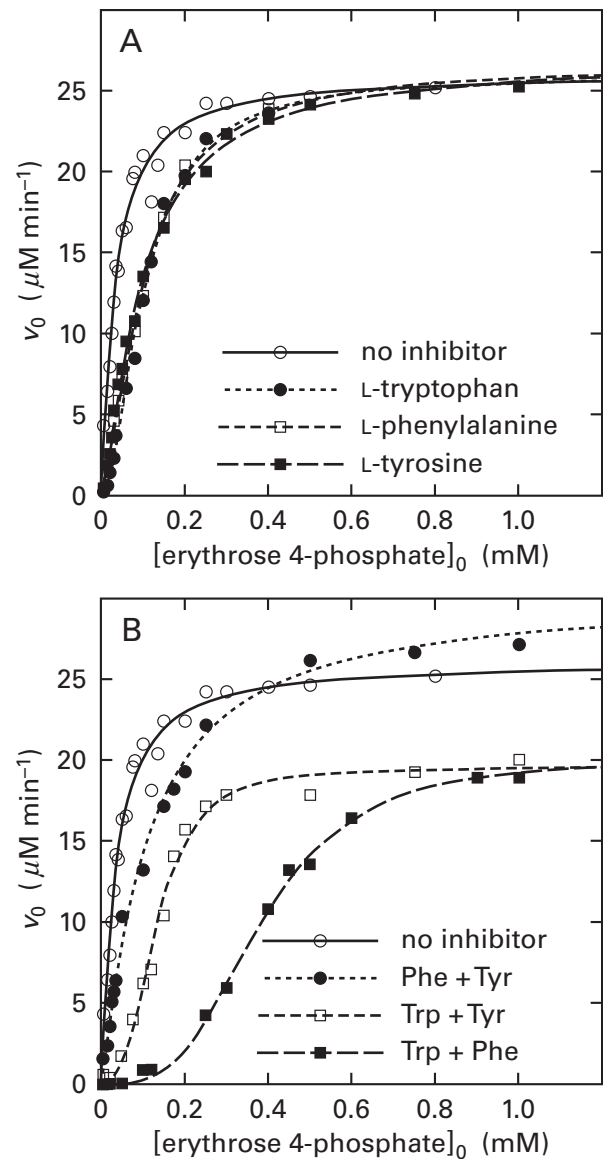 A
25
20
15
10
5
0
v₀ (μM min⁻¹)
no inhibitor
L-tryptophan
L-phenylalanine
L-tyrosine
0 0.2 0.4 0.6 0.8 1.0
[erythrose 4-phosphate]₀ (mM)
B
25
20
15
10
5
0
v₀ (μM min⁻¹)
no inhibitor
Phe + Tyr
Trp + Tyr
Trp + Phe
0 0.2 0.4 0.6 0.8 1.0
[erythrose 4-phosphate]₀ (mM)